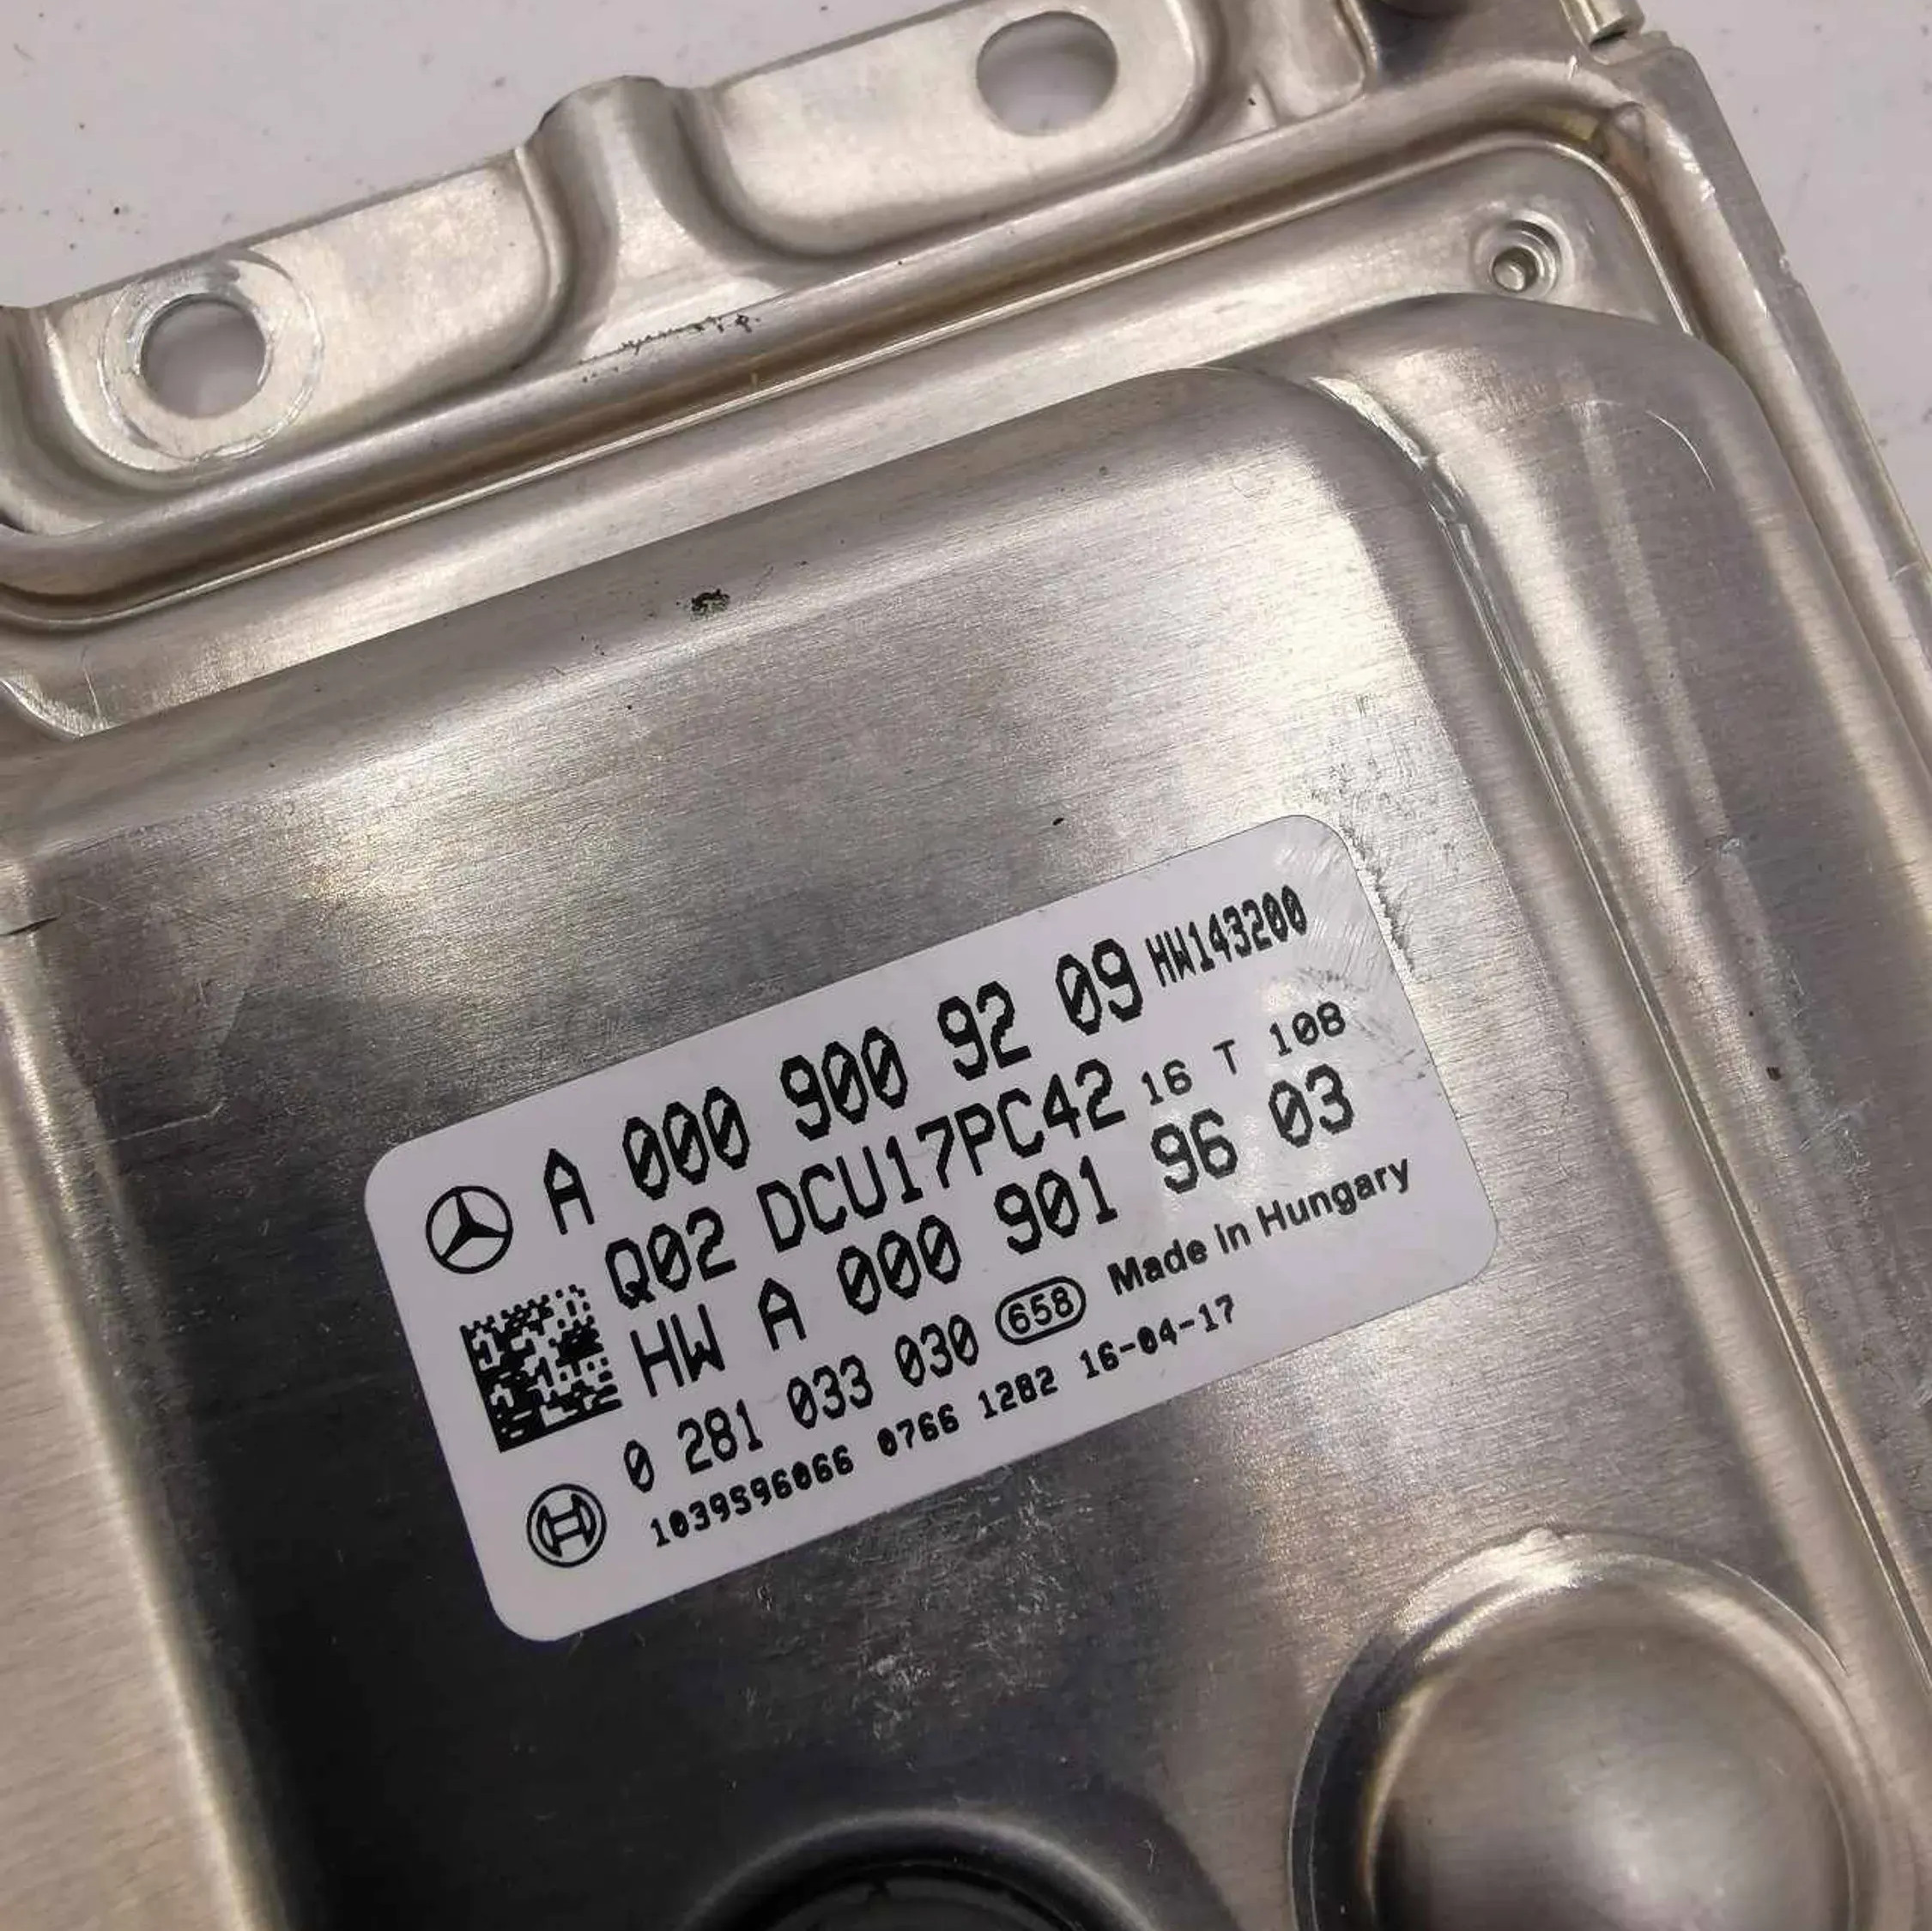 A 000 900 92 09 HW143200
Q02 DCU17PC42 16 T 108
HW A 000 901 96 03
0 281 033 030 658 Made in Hungary
1039S96066 0766 1282 16-04-17